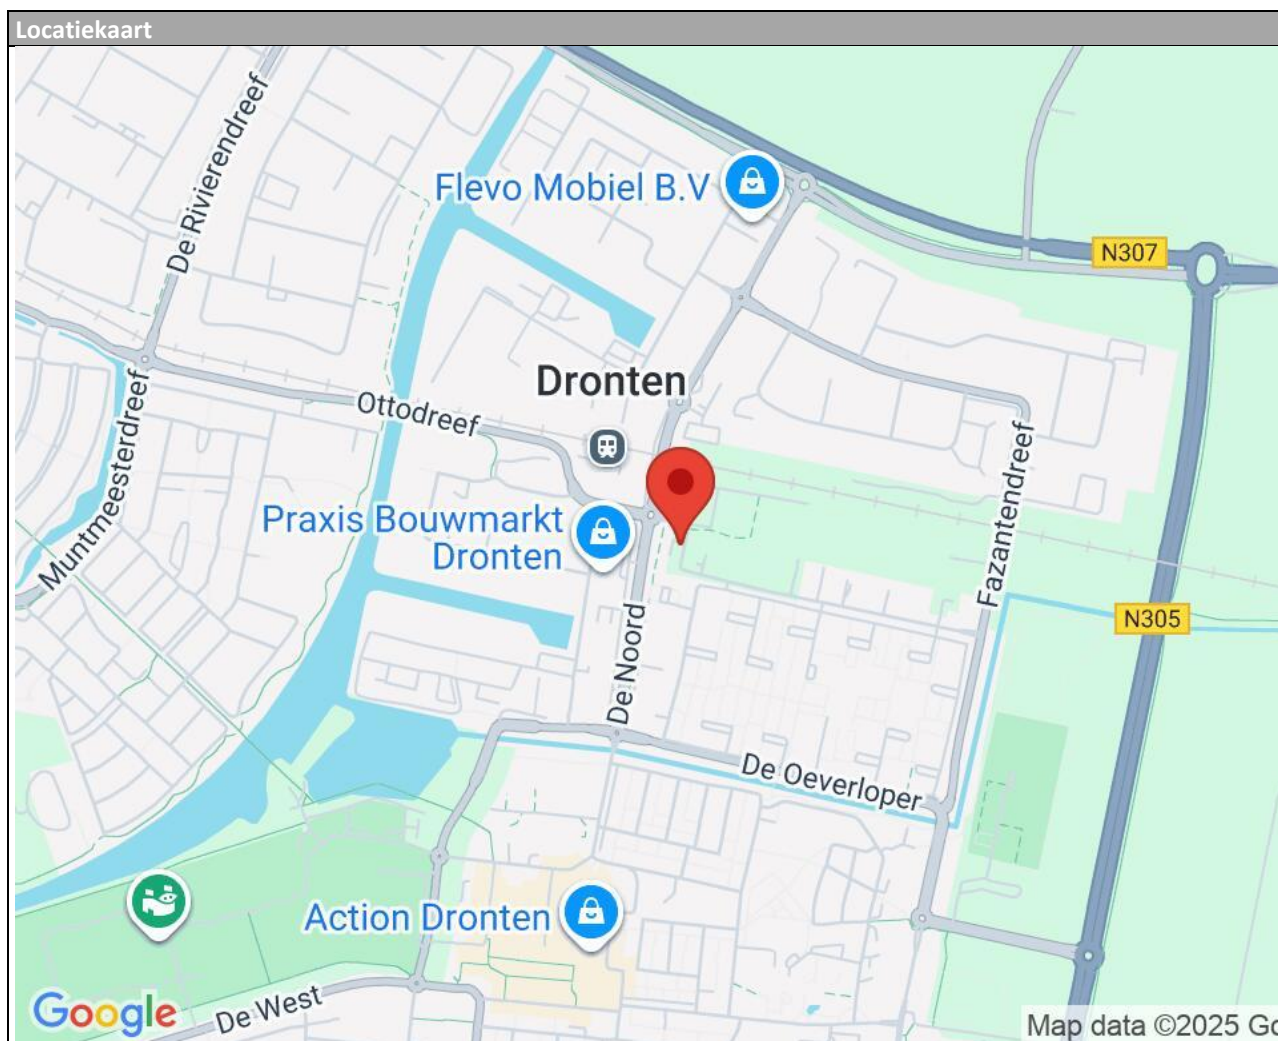 Locatiekaart
De Rivierendreef
Flevo Mobiel B.V
N307
Dronten
Ottodreef
Muntmeesterdreef
Praxis Bouwmarkt
Dronten
Fazantendreef
N305
De Noord
De Oeverloper
Action Dronten
Google
De West
Map data ©2025 Go